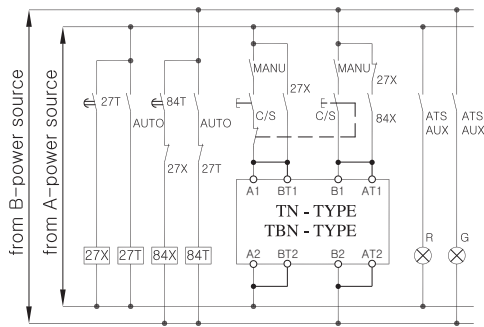 from B-power source
from A-power source
27T
AUTO
84T
AUTO
27X
27T
MANU
27X
C/S
MANU
27X
C/S
84X
ATS
AUX
ATS
AUX
A1
BT1
B1
AT1
TN - TYPE
TBN - TYPE
A2
BT2
B2
AT2
R
G
27X
27T
84X
84T